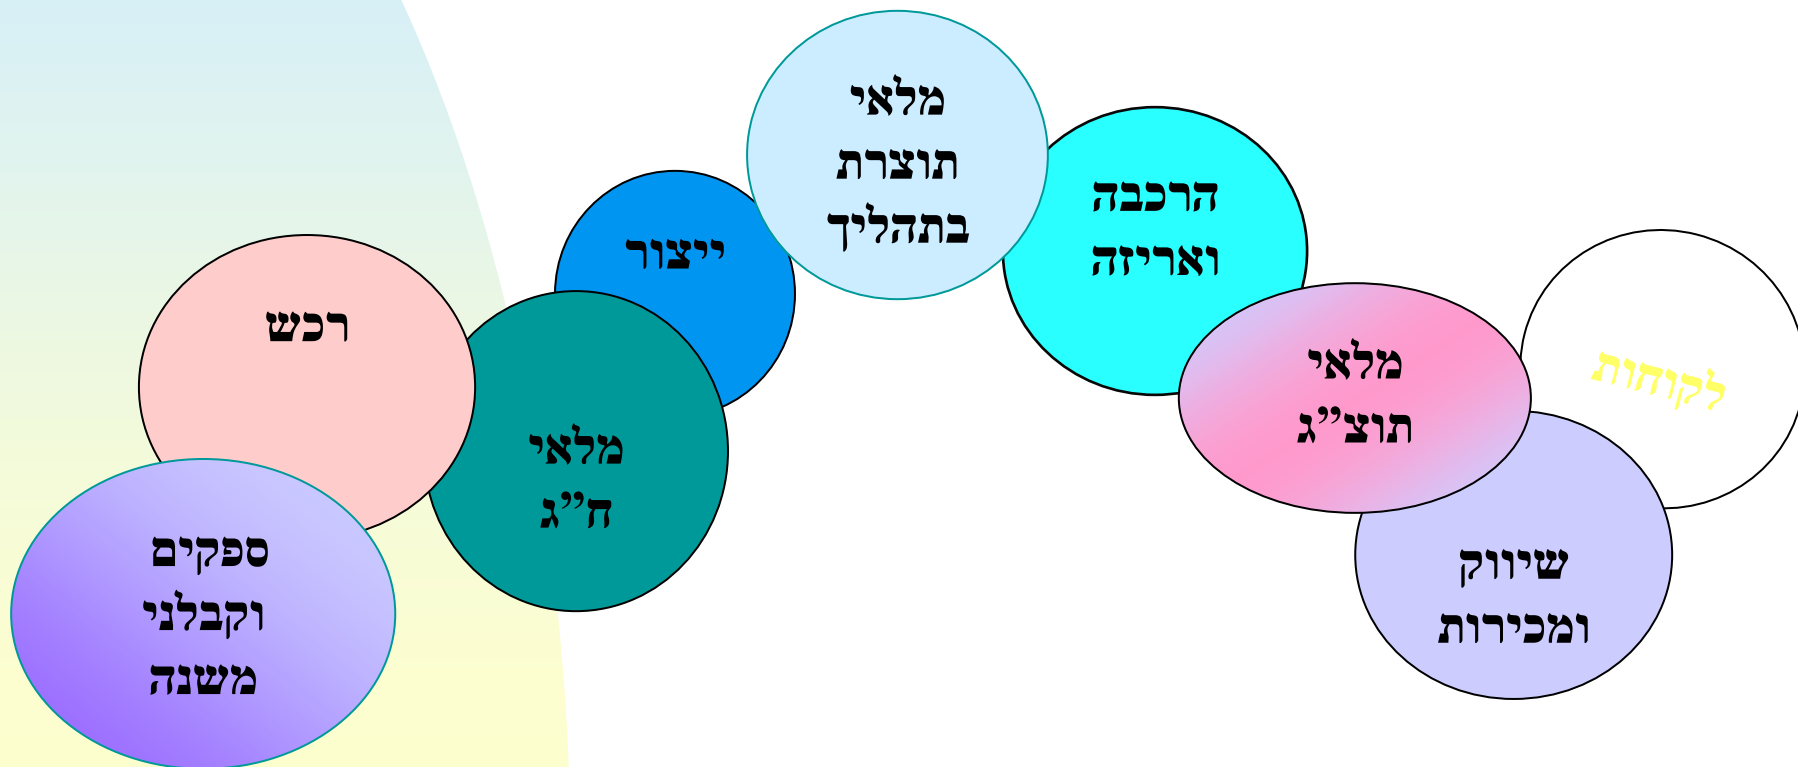 ספקים
וקבלני
משנה
רכש
מלאי
ח״ג
ייצור
מלאי
תוצרת
בתהליך
הרכבה
ואריזה
מלאי
תוצ״ג
שיווק
ומכירות
לקוחות